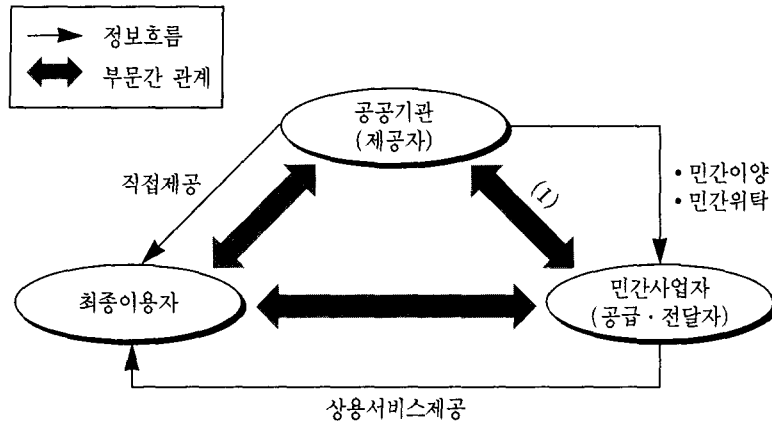 정보흐름
부문간 관계
공공기관
(제공자)
직접제공
(1)
• 민간이양
• 민간위탁
최종이용자
민간사업자
(공급 · 전달자)
상용서비스제공